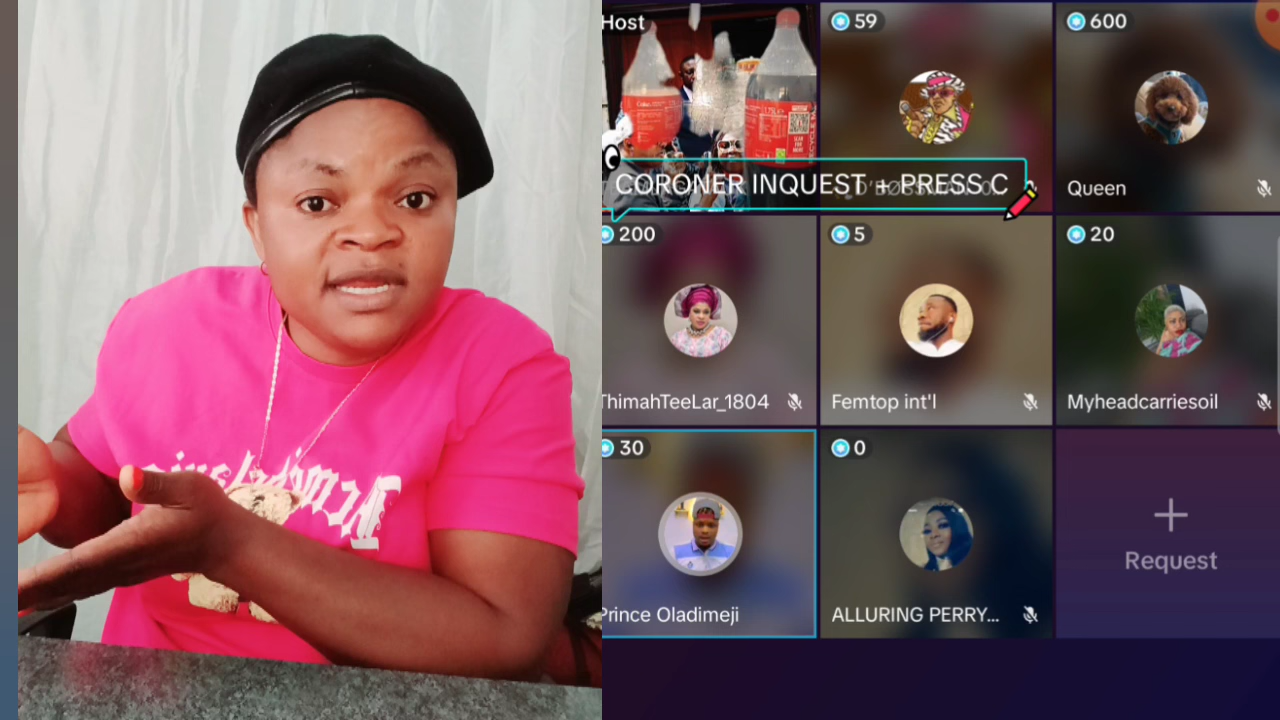 Host
59
600
CORONER INQUEST + PRESS C
Queen
200
5
20
ThimahTeeLar_1804
Femtop int'l
Myheadcarriesoil
30
0
Request
Prince Oladimeji
ALLURING PERRY...